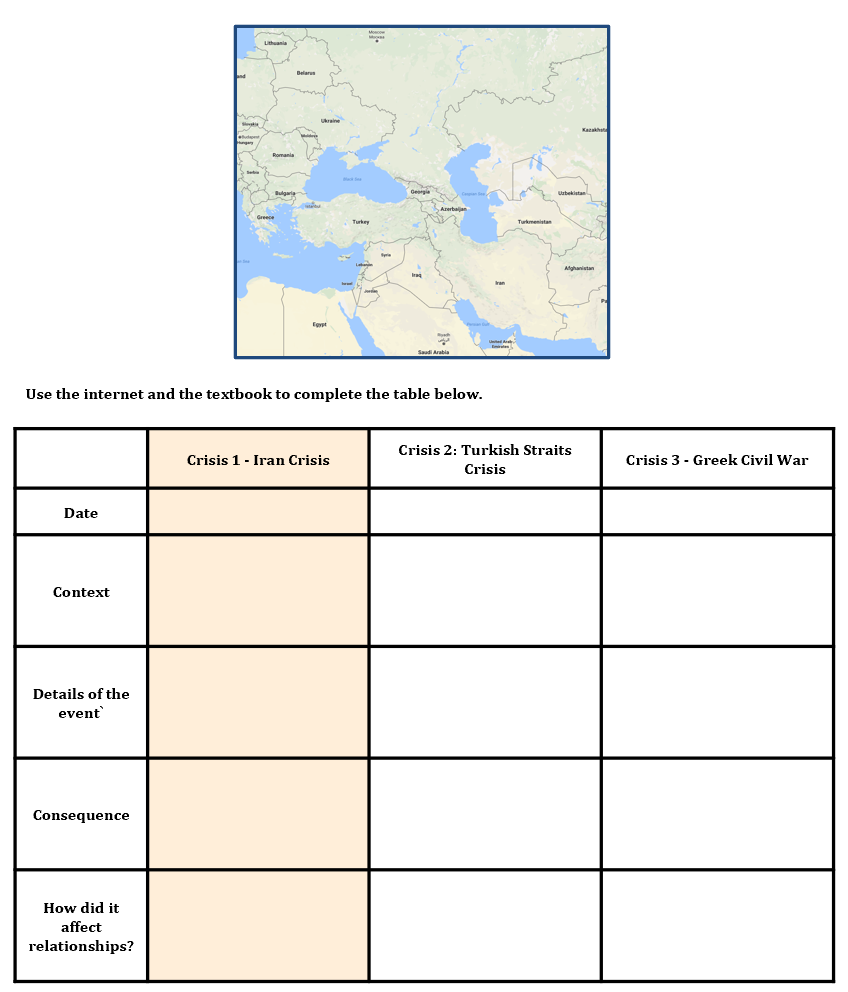 Moscow
Москва
Lithuania
and
Belarus
Kazakhsta
Ukraine
Slovakia
Moldova
Budapest
Hungary
Romania
Serbia
Black Sea
Georgia
Caspian Sea
Uzbekistan
Bulgaria
Istanbul
Azerbaijan
Greece
Turkey
Turkmenistan
Syria
Lebanon
Iraq
Afghanistan
Israel
Iran
Jordan
Pa
Egypt
Persian Gulf
Riyadh
الرياض
United Arab
Emirates
Saudi Arabia
Use the internet and the textbook to complete the table below.
Crisis 1 - Iran Crisis
Crisis 2: Turkish Straits
Crisis
Crisis 3 - Greek Civil War
Date
Context
Details of the
event`
Consequence
How did it
affect
relationships?